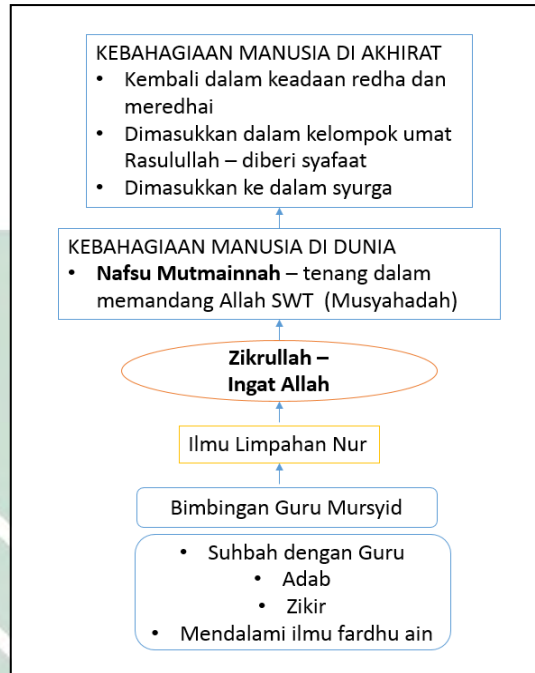 KEBAHAGIAAN MANUSIA DI AKHIRAT
• Kembali dalam keadaan redha dan
meredhai
• Dimasukkan dalam kelompok umat
Rasulullah – diberi syafaat
• Dimasukkan ke dalam syurga
KEBAHAGIAAN MANUSIA DI DUNIA
• Nafsu Mutmainnah – tenang dalam
memandang Allah SWT (Musyahadah)
Zikrullah –
Ingat Allah
Ilmu Limpahan Nur
Bimbingan Guru Mursyid
• Suhbah dengan Guru
• Adab
• Zikir
• Mendalami ilmu fardhu ain